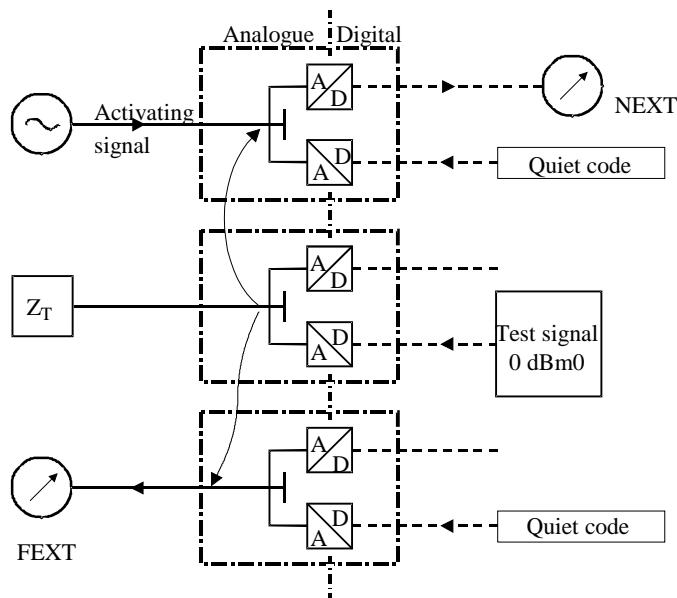 Analogue Digital
A
D
NEXT
Activating
signal
D
A
Quiet code
A
D
Z_T
Test signal
0 dBm0
D
A
A
D
FEXT
D
A
Quiet code